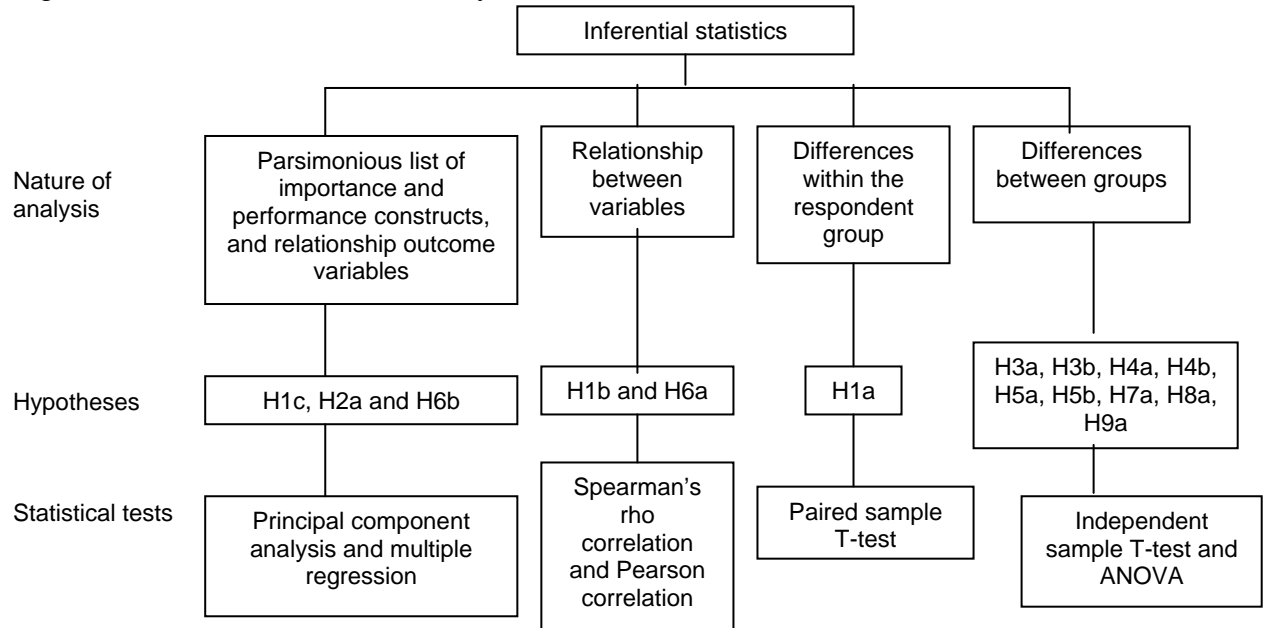 Inferential statistics
Nature of
analysis
Parsimonious list of
importance and
performance constructs,
and relationship outcome
variables
Relationship
between
variables
Differences
within the
respondent
group
Differences
between groups
Hypotheses
H1c, H2a and H6b
H1b and H6a
H1a
H3a, H3b, H4a, H4b,
H5a, H5b, H7a, H8a,
H9a
Statistical tests
Principal component
analysis and multiple
regression
Spearman’s
rho
correlation
and Pearson
correlation
Paired sample
T-test
Independent
sample T-test and
ANOVA